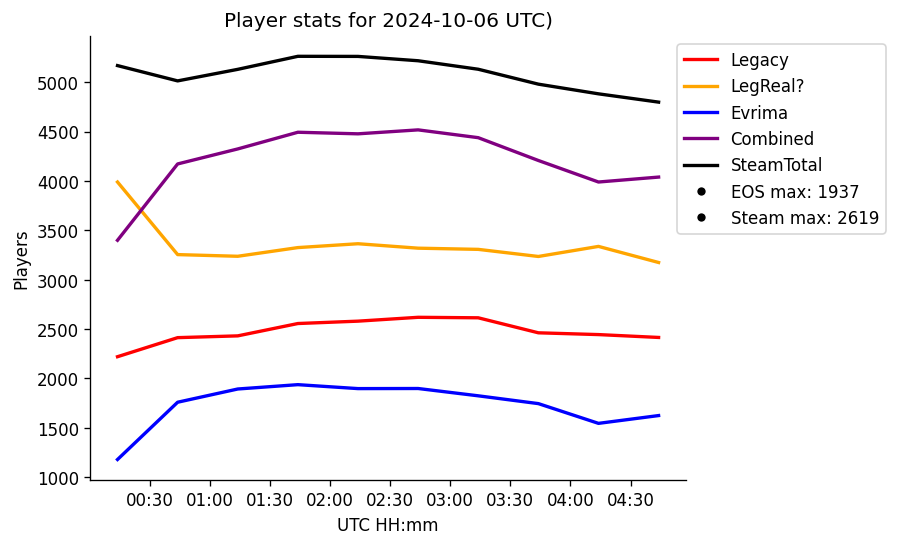 Player stats for 2024-10-06 UTC)
Players
5000
4500
4000
3500
3000
2500
2000
1500
1000
00:30 01:00 01:30 02:00 02:30 03:00 03:30 04:00 04:30
UTC HH:mm
Legacy
LegReal?
Evrima
Combined
SteamTotal
EOS max: 1937
Steam max: 2619